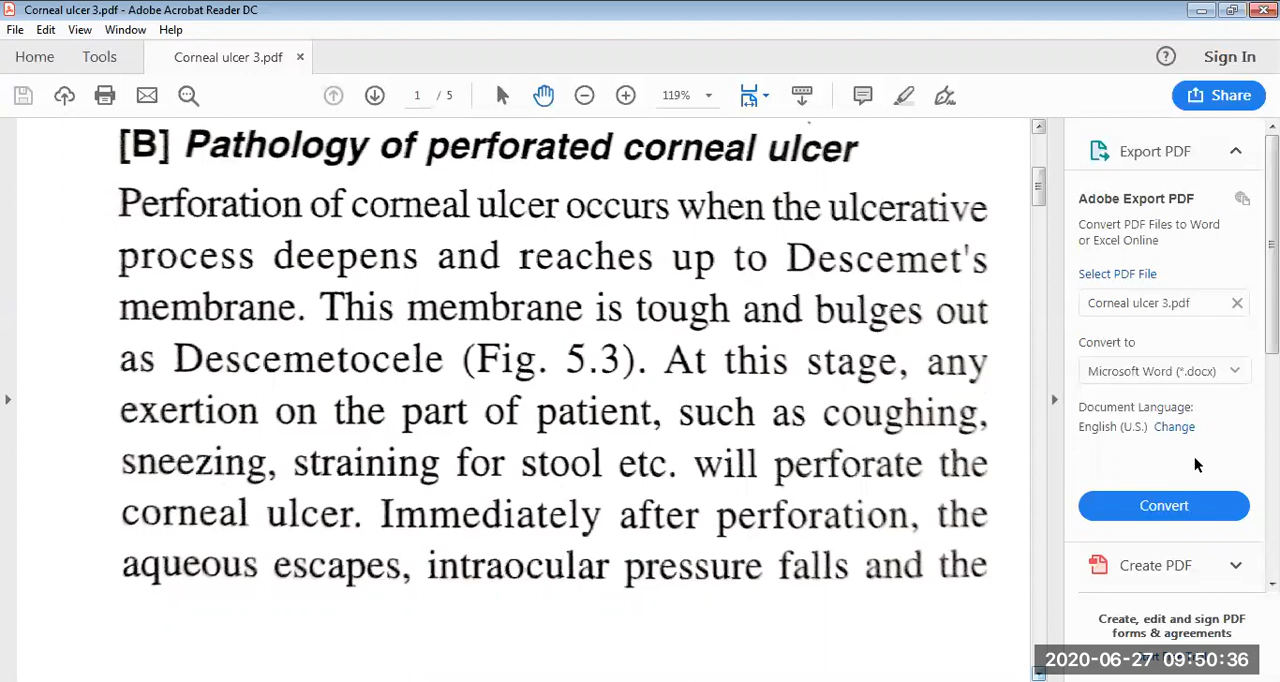 Corneal ulcer 3.pdf - Adobe Acrobat Reader DC
File Edit View Window Help
Home Tools Corneal ulcer 3.pdf × Sign In
1 / 5 119% Share
[B] Pathology of perforated corneal ulcer
Perforation of corneal ulcer occurs when the ulcerative
process deepens and reaches up to Descemet's
membrane. This membrane is tough and bulges out
as Descemetocele (Fig. 5.3). At this stage, any
exertion on the part of patient, such as coughing,
sneezing, straining for stool etc. will perforate the
corneal ulcer. Immediately after perforation, the
aqueous escapes, intraocular pressure falls and the
Export PDF
Adobe Export PDF
Convert PDF Files to Word
or Excel Online
Select PDF File
Corneal ulcer 3.pdf
Convert to
Microsoft Word (*.docx)
Document Language:
English (U.S.) Change
Convert
Create PDF
Create, edit and sign PDF
forms & agreements
2020-06-27 09:50:36